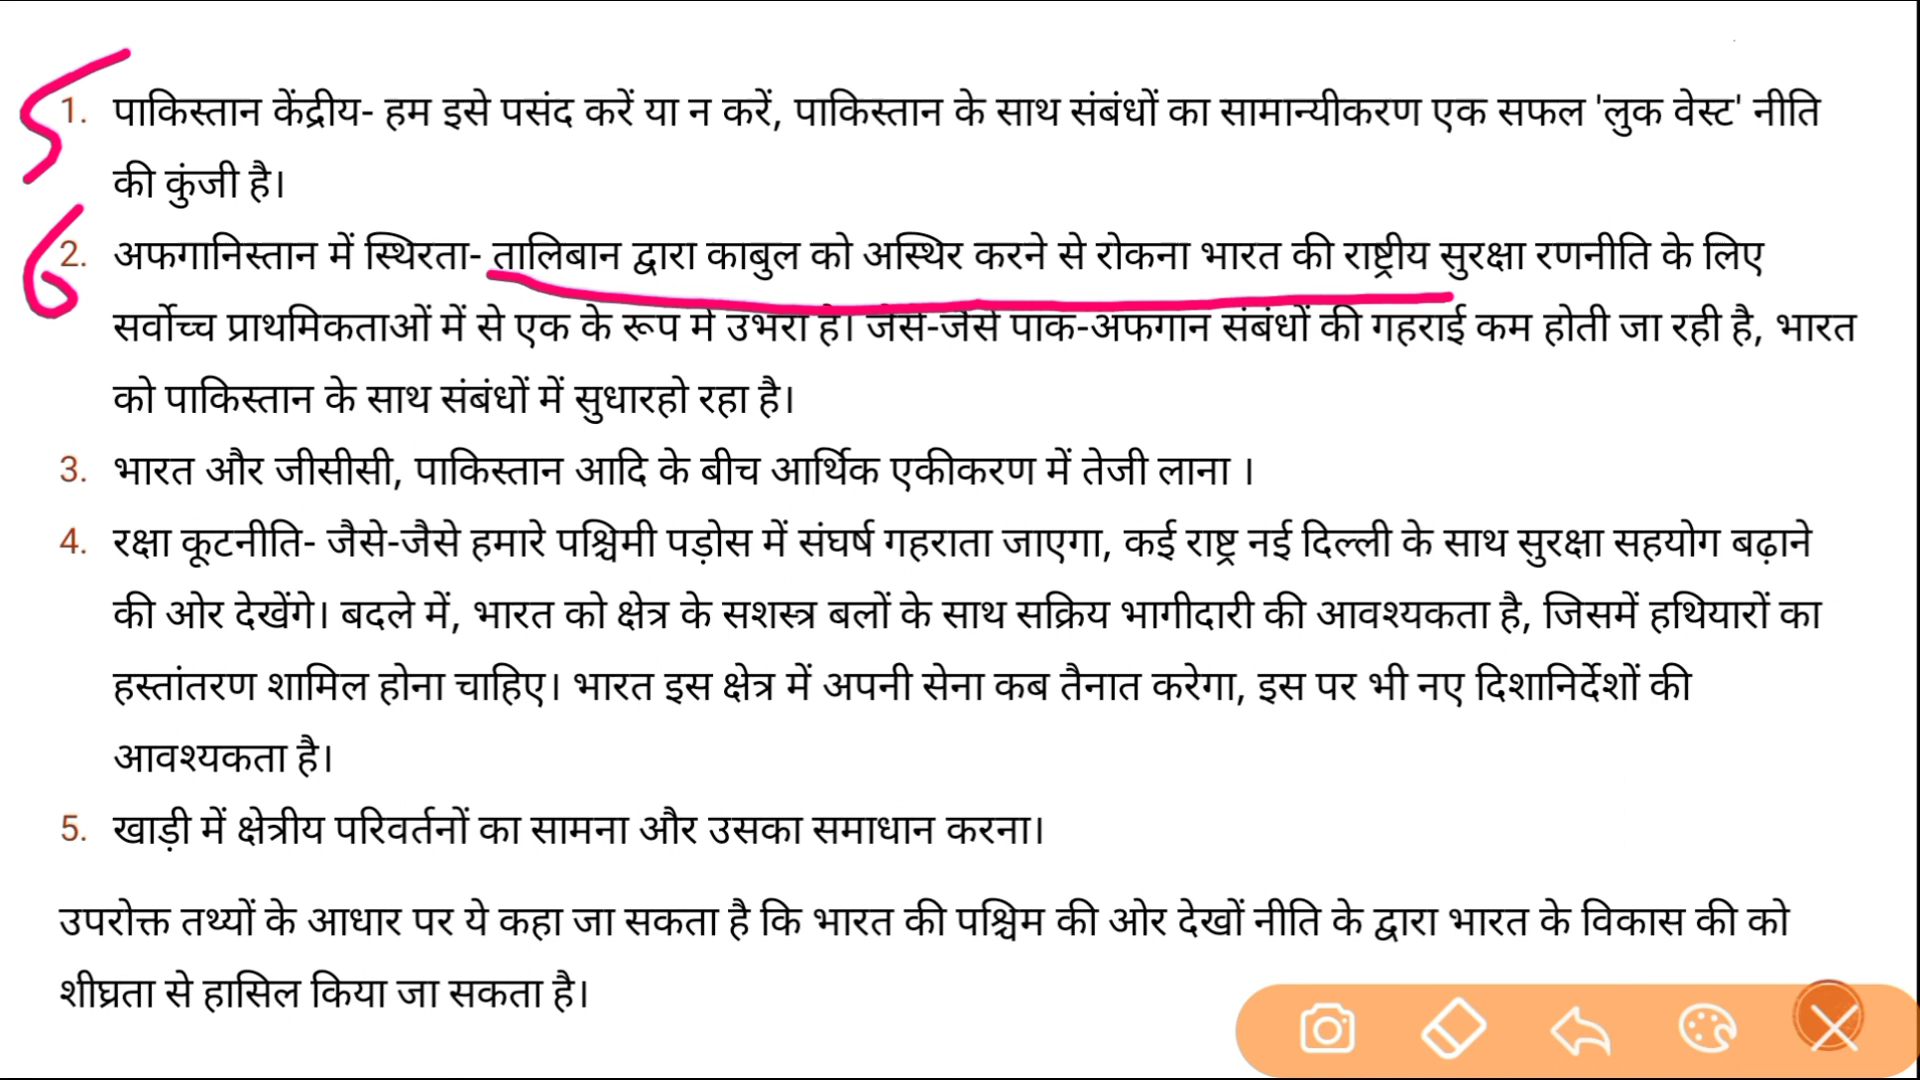 5 1. पाकिस्तान केंद्रीय- हम इसे पसंद करें या न करें, पाकिस्तान के साथ संबंधों का सामान्यीकरण एक सफल 'लुक वेस्ट' नीति
की कुंजी है।
6 2. अफगानिस्तान में स्थिरता- तालिबान द्वारा काबुल को अस्थिर करने से रोकना भारत की राष्ट्रीय सुरक्षा रणनीति के लिए
सर्वोच्च प्राथमिकताओं में से एक के रूप में उभरा है। जैसे-जैसे पाक-अफगान संबंधों की गहराई कम होती जा रही है, भारत
को पाकिस्तान के साथ संबंधों में सुधारहो रहा है।
3. भारत और जीसीसी, पाकिस्तान आदि के बीच आर्थिक एकीकरण में तेजी लाना ।
4. रक्षा कूटनीति- जैसे-जैसे हमारे पश्चिमी पड़ोस में संघर्ष गहराता जाएगा, कई राष्ट्र नई दिल्ली के साथ सुरक्षा सहयोग बढ़ाने
की ओर देखेंगे। बदले में, भारत को क्षेत्र के सशस्त्र बलों के साथ सक्रिय भागीदारी की आवश्यकता है, जिसमें हथियारों का
हस्तांतरण शामिल होना चाहिए। भारत इस क्षेत्र में अपनी सेना कब तैनात करेगा, इस पर भी नए दिशानिर्देशों की
आवश्यकता है।
5. खाड़ी में क्षेत्रीय परिवर्तनों का सामना और उसका समाधान करना।
उपरोक्त तथ्यों के आधार पर ये कहा जा सकता है कि भारत की पश्चिम की ओर देखों नीति के द्वारा भारत के विकास की को
शीघ्रता से हासिल किया जा सकता है।